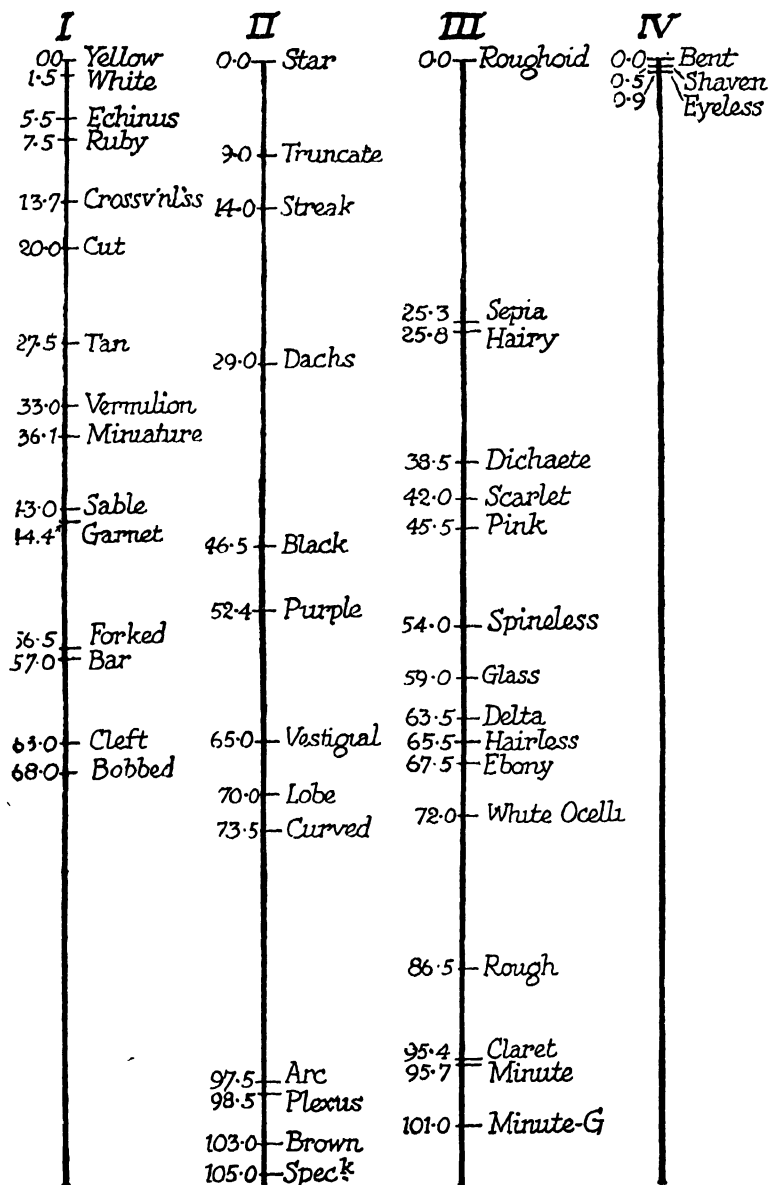 I
00 Yellow
1.5 White
5.5 Echinus
7.5 Ruby
13.7 Crossv'nl'ss
20.0 Cut
27.5 Tan
33.0 Vermilion
36.1 Miniature
43.0 Sable
44.4 Garnet
56.5 Forked
57.0 Bar
63.0 Cleft
68.0 Bobbed
II
0.0 Star
9.0 Truncate
14.0 Streak
29.0 Dachs
46.5 Black
52.4 Purple
65.0 Vestigial
70.0 Lobe
73.5 Curved
97.5 Arc
98.5 Plexus
103.0 Brown
105.0 Speck
III
0.0 Roughoid
25.3 Sepia
25.8 Hairy
38.5 Dichaete
42.0 Scarlet
45.5 Pink
54.0 Spineless
59.0 Glass
63.5 Delta
65.5 Hairless
67.5 Ebony
72.0 White Ocelli
86.5 Rough
95.4 Claret
95.7 Minute
101.0 Minute-G
IV
0.0 Bent
0.5 Shaven
0.9 Eyeless